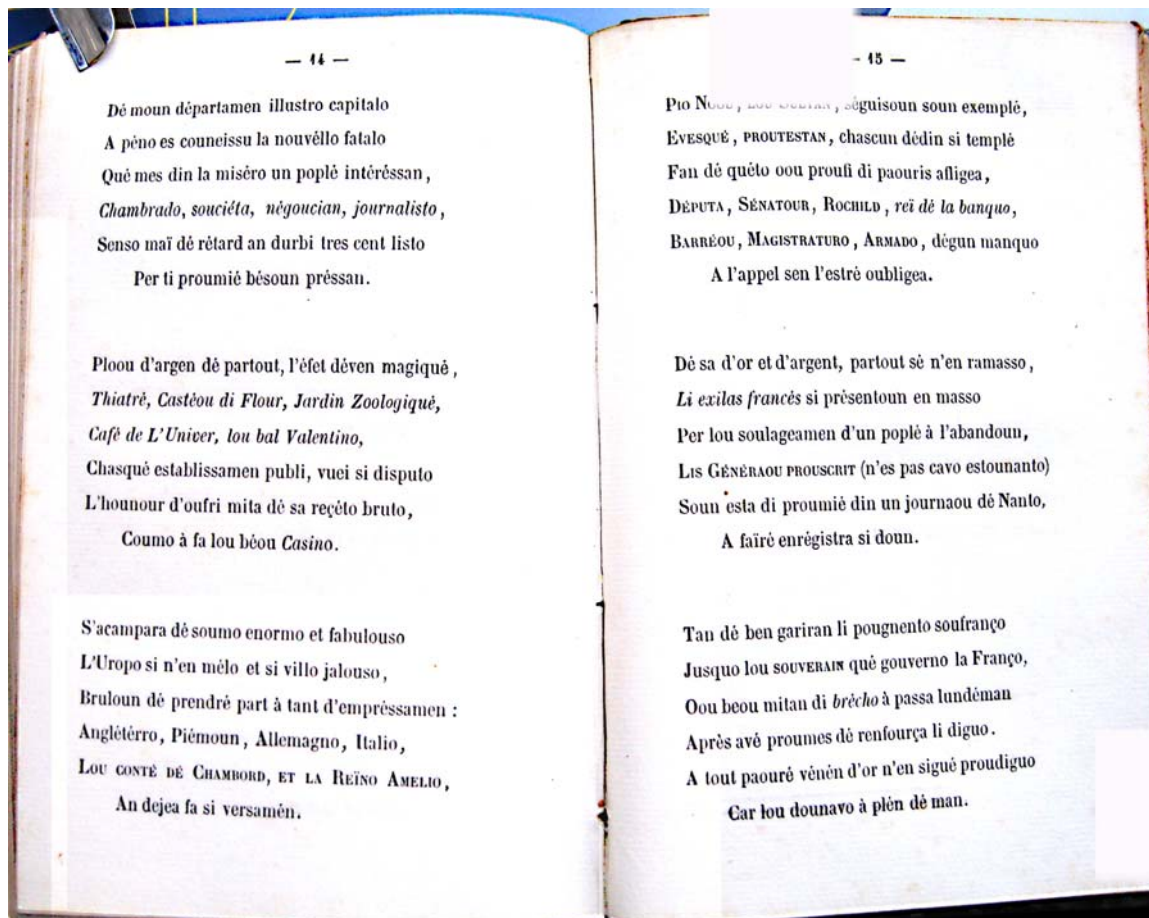 — 14 —
Dé moun départamen illustro capitalo
A péno es couneissu la nouvéllo fatalo
Qué mes din la miséro un poplé intéréssan,
Chambrado, souciéta, négoucian, journalisto,
Senso maï dé rétard an durbi tres cent listo
Per ti proumié bésoun préssan.
Ploou d'argen dé partout, l'éfet déven magiqué,
Thiatré, Castéou di Flour, Jardin Zoologiqué,
Café de L'Univer, lou bal Valentino,
Chasqué establissamen publi, vuei si disputo
L'hounour d'oufri mita dé sa reçéto bruto,
Coumo à fa lou béou Casino.
S'acampara dé soumo enormo et fabulouso
L'Uropo si n'en mélo et si villo jalouso,
Bruloun dé prendré part à tant d'empréssamen :
Anglétérro, Piémoun, Allemagno, Italio,
LOU CONTÉ DÉ CHAMBORD, ET LA REÏNO AMELIO,
An dejea fa si versamén.
- 15 —
PIO séguisoun soun exemplé,
EVESQUÉ, PROUTESTAN, chascun dédin si templé
Fan dé quéto oou proufi di paouris afligea,
DÉPUTA, SÉNATOUR, ROCHILD, reï dé la banquo,
BARRÉOU, MAGISTRATURO, ARMADO, dégun manquo
A l'appel sen l'estré oubligea.
Dé sa d'or et d'argent, partout sé n'en ramasso,
Li exilas francés si présentoun en masso
Per lou soulageamen d'un poplé à l'abandoun,
LIS GÉNÉRAOU PROUSCRIT (n'es pas cavo estounanto)
Soun esta di proumié din un journaou dé Nanto,
A faïré enrégistra si doun.
Tan dé ben gariran li pougnento soufranço
Jusquo lou SOUVERAIN qué gouverno la Franço,
Oou beou mitan di brécho à passa lundéman
Après avé proumes dé renfourça li diguo.
A tout paouré vénén d'or n'en sigué proudiguo
Car lou dounavo à plén dé man.